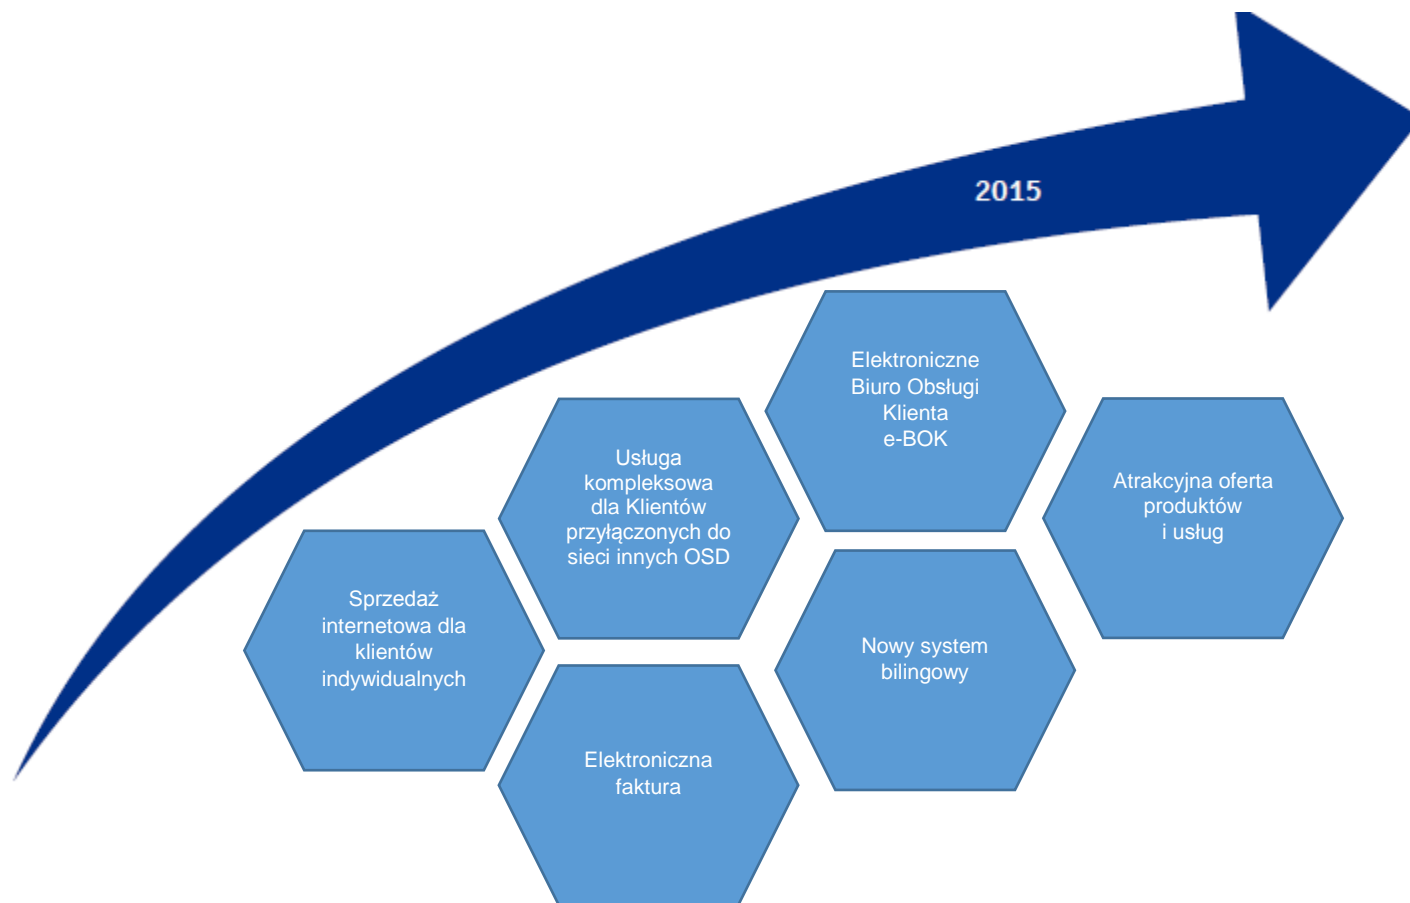 2015
Elektroniczne
Biuro Obsługi
Klienta
e-BOK
Usługa
kompleksowa
dla Klientów
przyłączonych do
sieci innych OSD
Atrakcyjna oferta
produktów
i usług
Sprzedaż
internetowa dla
klientów
indywidualnych
Nowy system
bilingowy
Elektroniczna
faktura